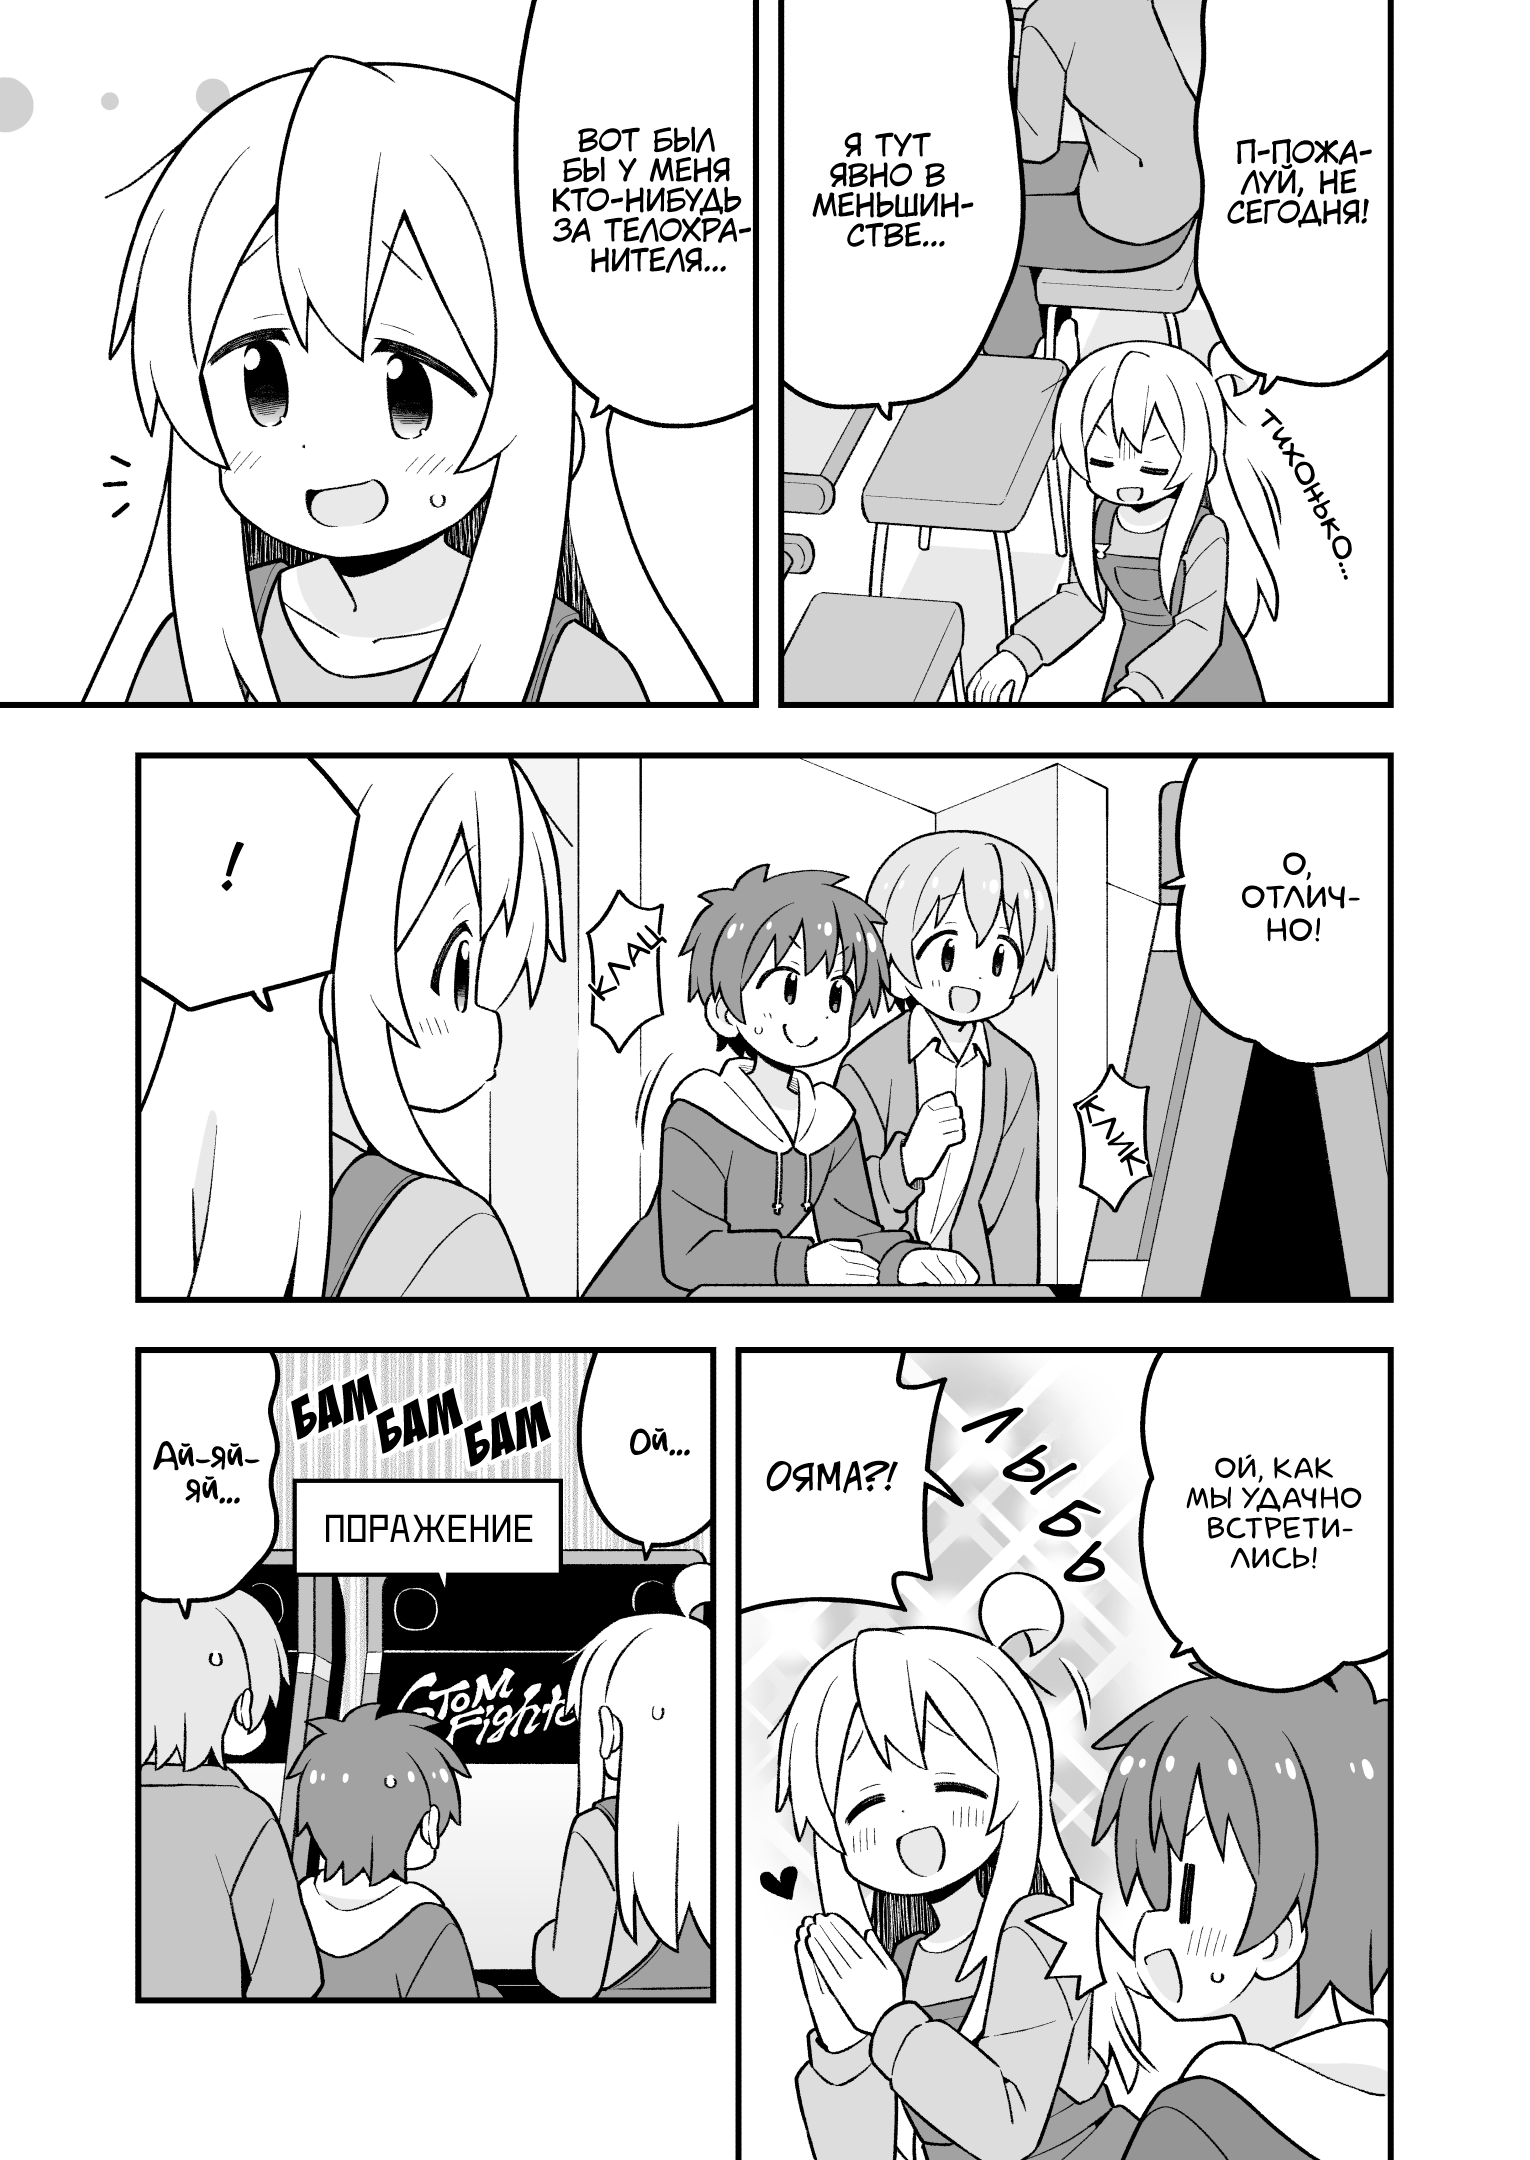 П-ПОЖА-
ЛУЙ, НЕ
СЕГОДНЯ!
ТИХОНЬКО...
Я ТУТ
ЯВНО В
МЕНЬШИН-
СТВЕ...
ВОТ БЫЛ
БЫ У МЕНЯ
КТО-НИБУДЬ
ЗА ТЕЛОХРА-
НИТЕЛЯ...
О,
ОТЛИЧ-
НО!
КЛИК
КЛАЦ
!
ОЙ, КАК
МЫ УДАЧНО
ВСТРЕТИ-
ЛИСЬ!
ЛЫБЬ
ОЯМА?!
ОЙ...
БАМ
БАМ
БАМ
ПОРАЖЕНИЕ
АЙ-ЯЙ-
ЯЙ...